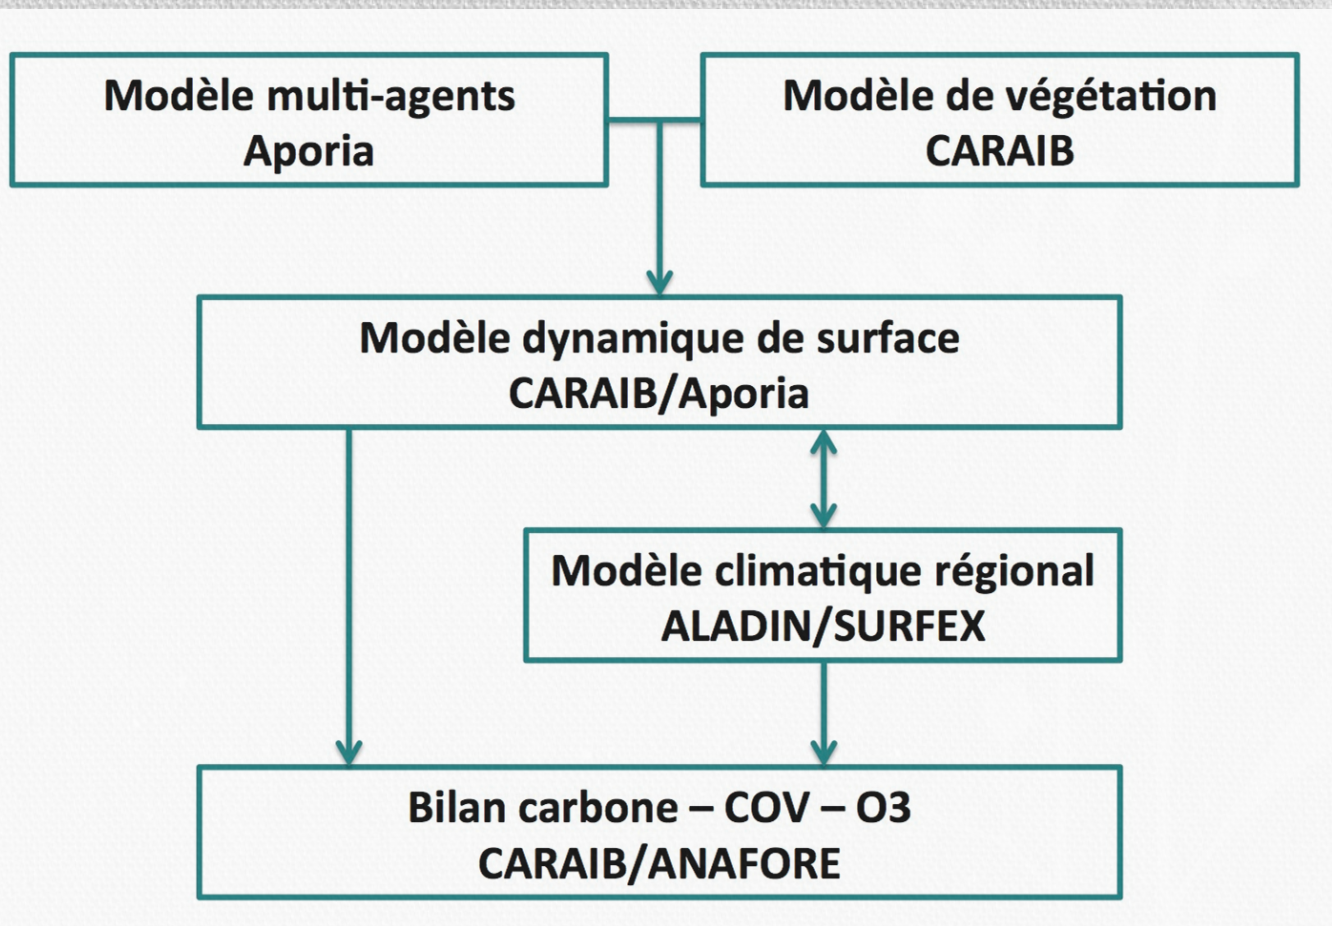 Modèle multi-agents
Aporia
Modèle de végétation
CARAIB
Modèle dynamique de surface
CARAIB/Aporia
Modèle climatique régional
ALADIN/SURFEX
Bilan carbone – COV – O3
CARAIB/ANAFORE